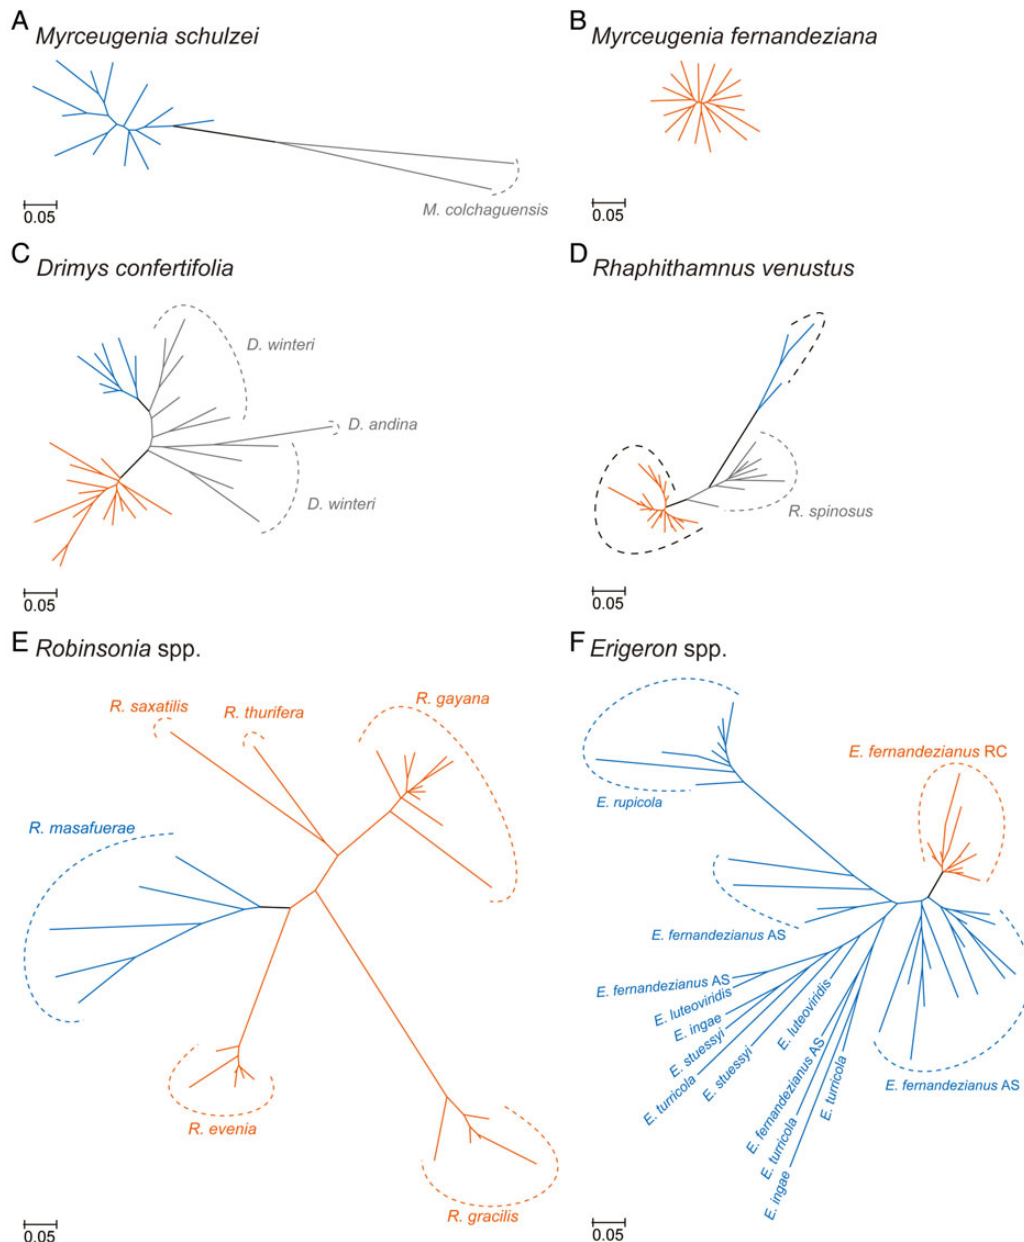 A Myrceugenia schulzei
B Myrceugenia fernandeziana
M. colchaguensis
0.05
0.05
C Drimys confertifolia
D Rhaphithamnus venustus
D. winteri
D. andina
D. winteri
R. spinosus
0.05
0.05
E Robinsonia spp.
F Erigeron spp.
R. saxatilis
R. thurifera
R. gayana
R. masafuerae
R. evenia
R. gracilis
0.05
E. fernandezianus RC
E. rupicola
E. fernandezianus AS
E. fernandezianus AS
E. luteoviridis
E. ingae
E. stuessyi
E. turricola
E. stuessyi
E. luteoviridis
E. fernandezianus AS
E. turricola
E. ingae
E. turricola
E. fernandezianus AS
0.05